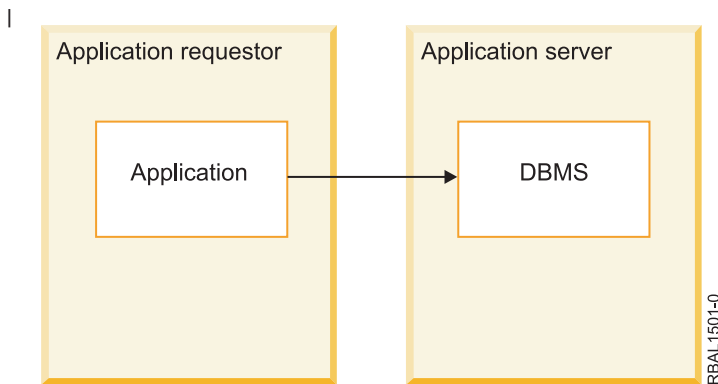 |
Application requestor
Application server
Application
DBMS
RBAL1501-0